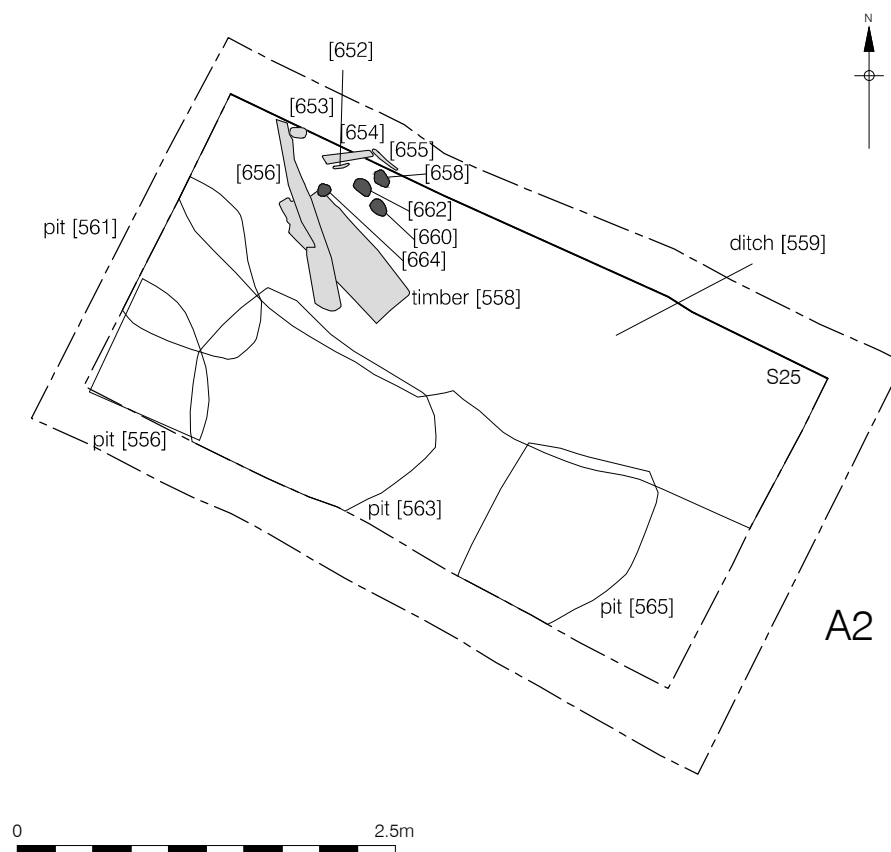 N
[652]
[653]
[654]
[655]
[656]
[658]
[662]
pit [561]
[660]
ditch [559]
[664]
timber [558]
S25
pit [556]
pit [563]
pit [565]
A2
0 2.5m